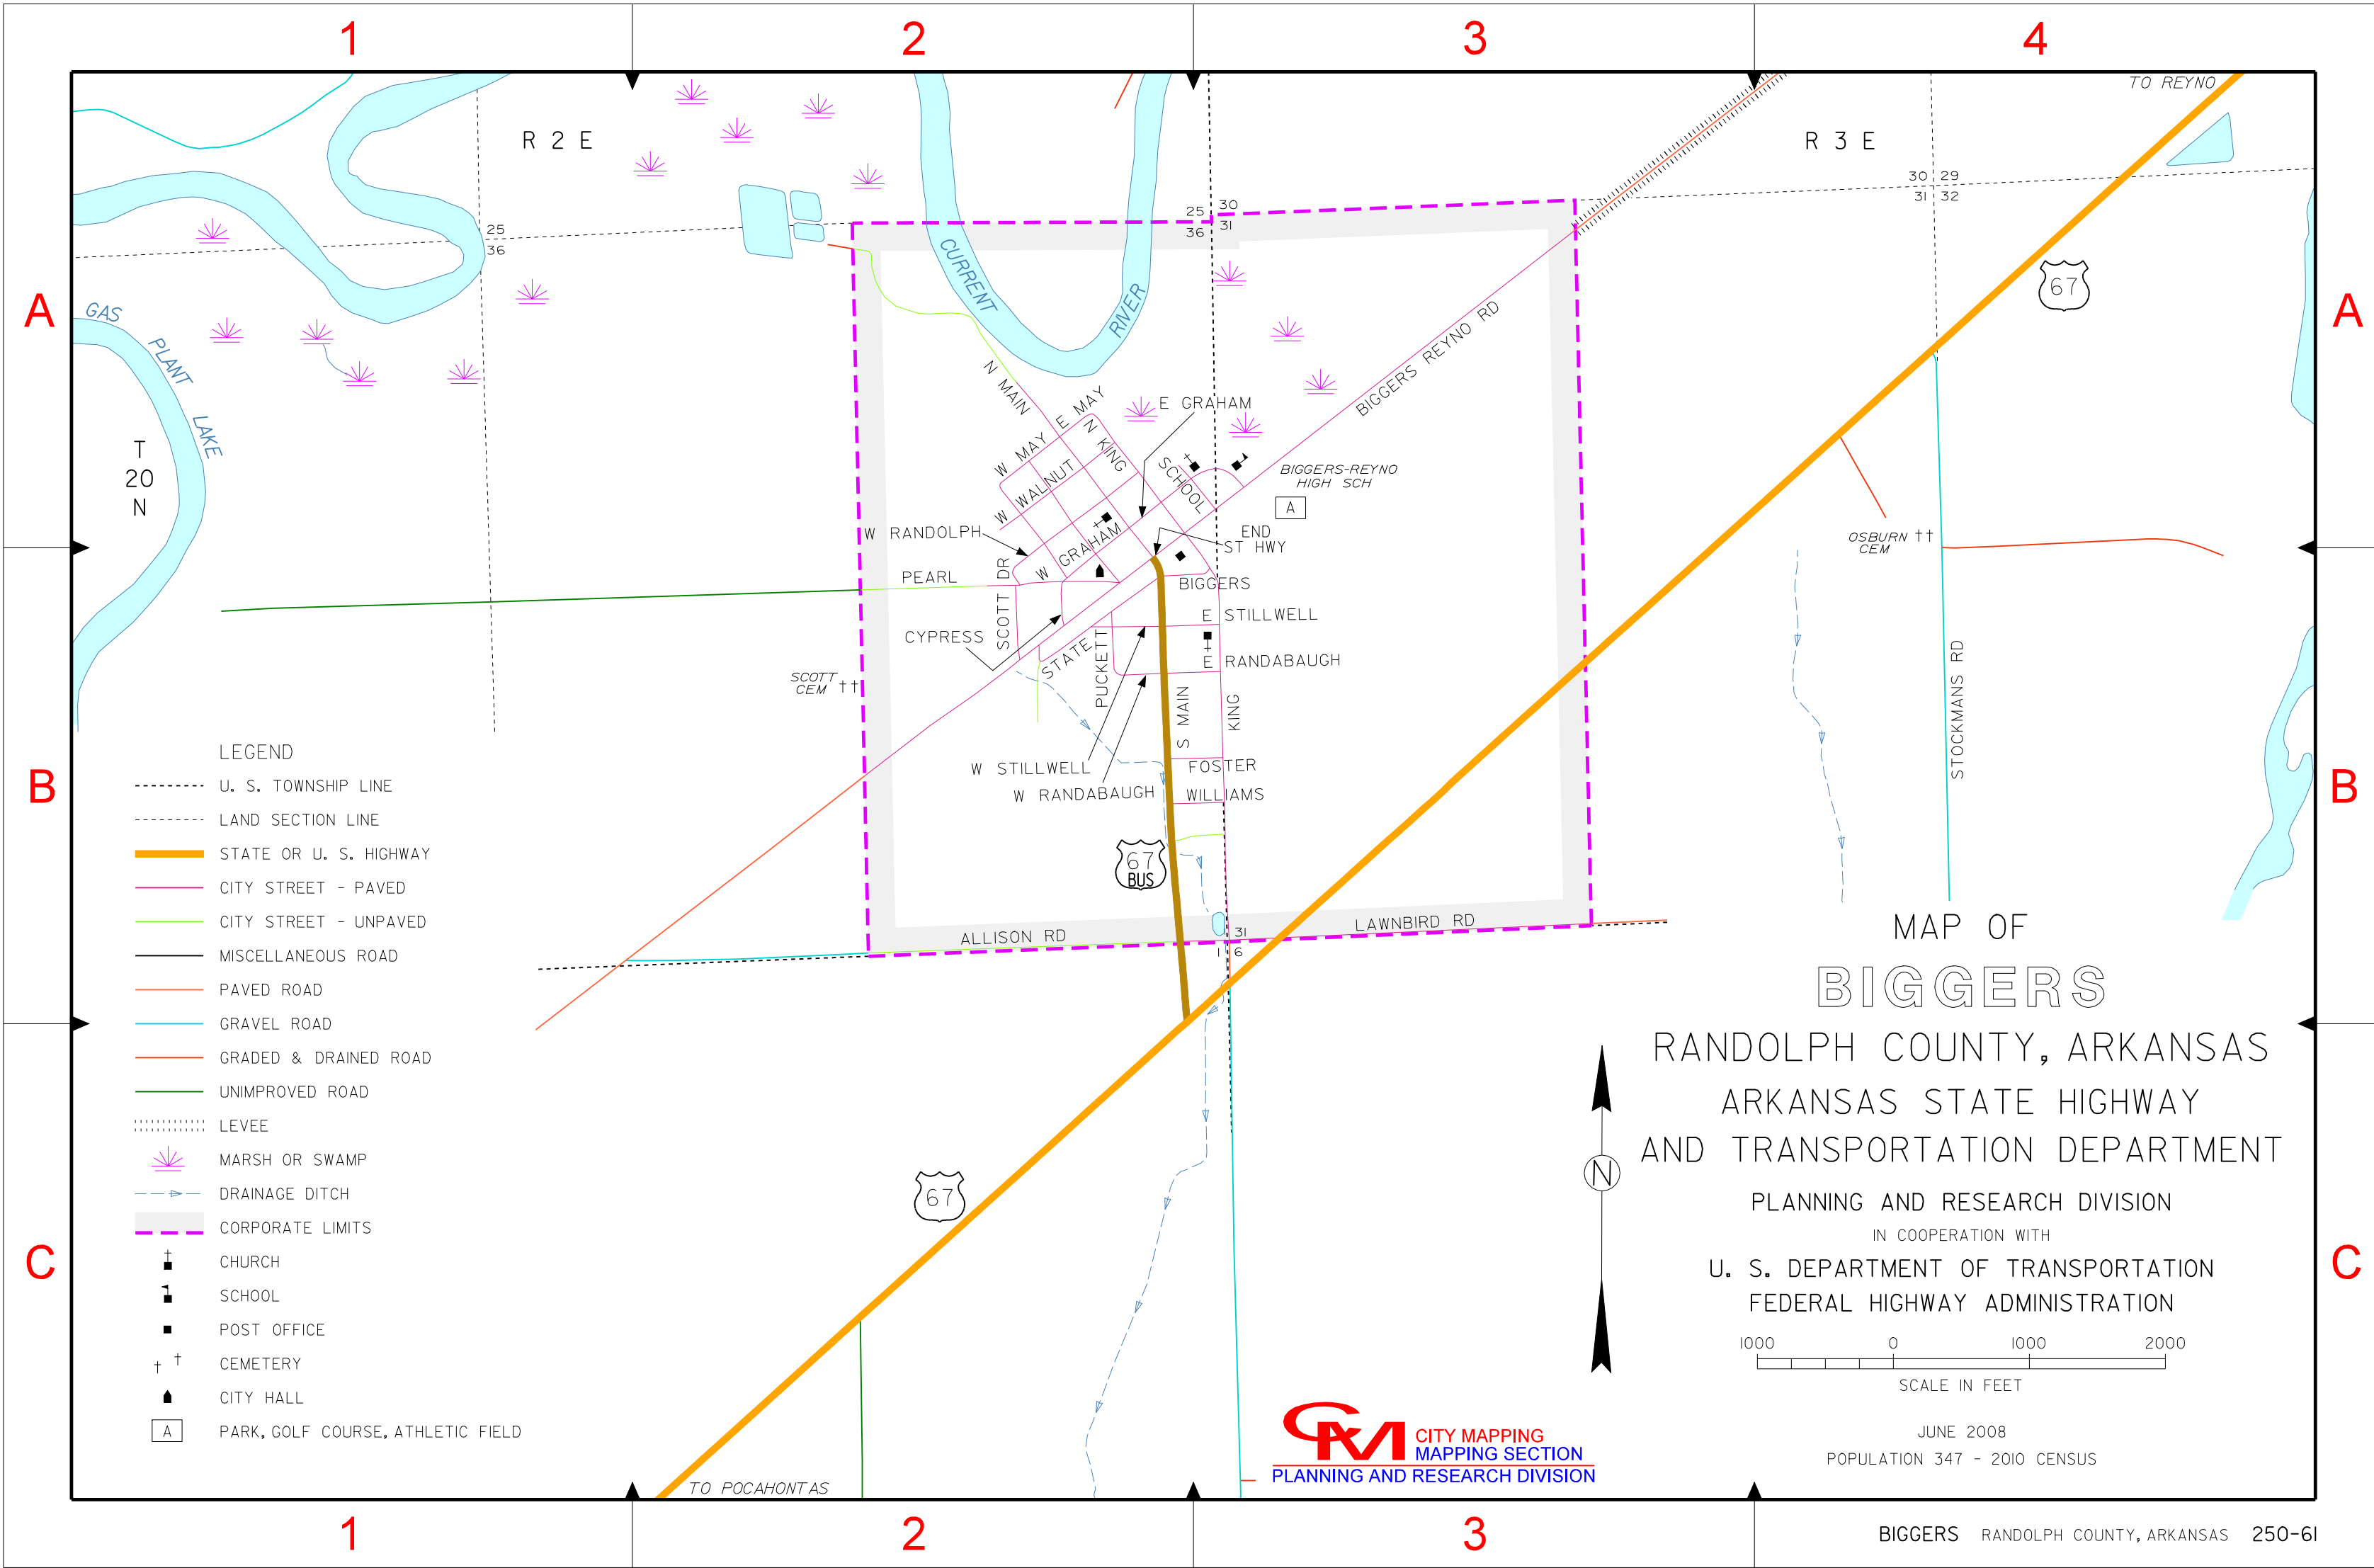 1 2 3 4
TO REYNO
R 2 E
R 3 E
30 29
31 32
25 30
36 31
25
36
A
A
CURRENT
RIVER
67
GAS
PLANT
LAKE
BIGGERS REYNO RD
N MAIN
E MAY
W MAY
N KING
E GRAHAM
W WALNUT
SCHOOL
BIGGERS-REYNO
HIGH SCH
A
T
20
N
W RANDOLPH
W GRAHAM
END
ST HWY
OSBURN
CEM
PEARL
SCOTT DR
BIGGERS
CYPRESS
STATE
PUCKETT
E STILLWELL
E RANDABAUGH
SCOTT
CEM
S MAIN
KING
STOCKMANS RD
W STILLWELL
FOSTER
W RANDABAUGH
WILLIAMS
B
B
67
BUS
ALLISON RD
LAWNBIRD RD
31
1 6
LEGEND
U. S. TOWNSHIP LINE
LAND SECTION LINE
STATE OR U. S. HIGHWAY
CITY STREET - PAVED
CITY STREET - UNPAVED
MISCELLANEOUS ROAD
PAVED ROAD
GRAVEL ROAD
GRADED & DRAINED ROAD
UNIMPROVED ROAD
LEVEE
MARSH OR SWAMP
DRAINAGE DITCH
CORPORATE LIMITS
CHURCH
SCHOOL
POST OFFICE
CEMETERY
CITY HALL
A PARK, GOLF COURSE, ATHLETIC FIELD
67
TO POCAHONTAS
C
C
MAP OF
BIGGERS
RANDOLPH COUNTY, ARKANSAS
ARKANSAS STATE HIGHWAY
AND TRANSPORTATION DEPARTMENT
PLANNING AND RESEARCH DIVISION
IN COOPERATION WITH
U. S. DEPARTMENT OF TRANSPORTATION
FEDERAL HIGHWAY ADMINISTRATION
N
1000 0 1000 2000
SCALE IN FEET
JUNE 2008
POPULATION 347 - 2010 CENSUS
CM
CITY MAPPING
MAPPING SECTION
PLANNING AND RESEARCH DIVISION
1 2 3
BIGGERS RANDOLPH COUNTY, ARKANSAS 250-61